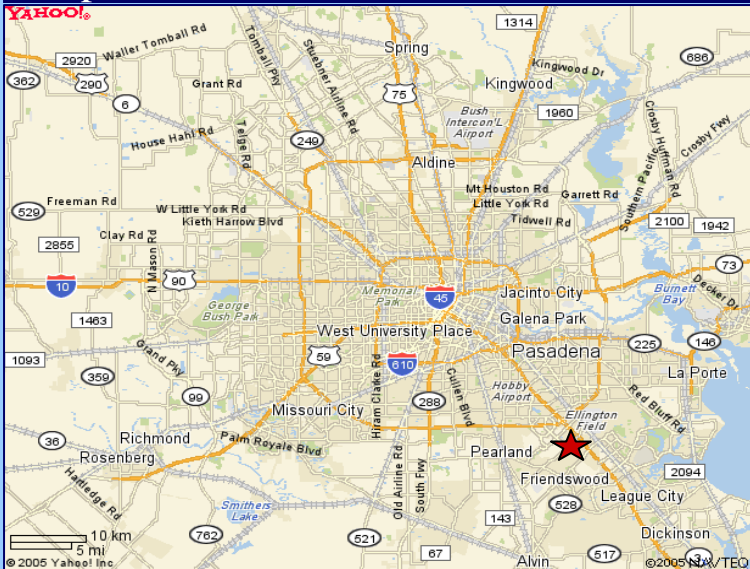 YAHOO!
1314
Waller Tomball Rd
2920
290
362
6
Tomball Pky
Stuebner Airline Rd
Spring
686
Kingwood Dr
Kingwood
Grant Rd
75
Bush
Intercon'L
Airport
1960
Crosby Huffman Rd
Crosby Fwy
House Hahl Rd
Telge Rd
249
Aldine
Southern Pacific
Mt Houston Rd
Garrett Rd
Little York Rd
Tidwell Rd
Freeman Rd
529
W Little York Rd
Kieth Harrow Blvd
Clay Rd
2855
N Mason Rd
2100
1942
73
10
90
Memorial
Park
45
Jacinto City
Burnett
Bay
Decker Dr
George
Bush Park
1463
Galena Park
West University Place
1093
Grand Pky
59
610
Pasadena
225
146
La Porte
359
99
Hiram Clarke Rd
Cullen Blvd
Hobby
Airport
288
Red Bluff Rd
Missouri City
Ellington
Field
36
Richmond
Palm Royale Blvd
Rosenberg
Old Airline Rd
South Fwy
Pearland
2094
Friendswood
Hartledge Rd
League City
Smithers
Lake
528
143
762
521
Dickinson
10 km
5 mi
67
Alvin
517
3
© 2005 Yahoo! Inc
©2005 NAVTEQ